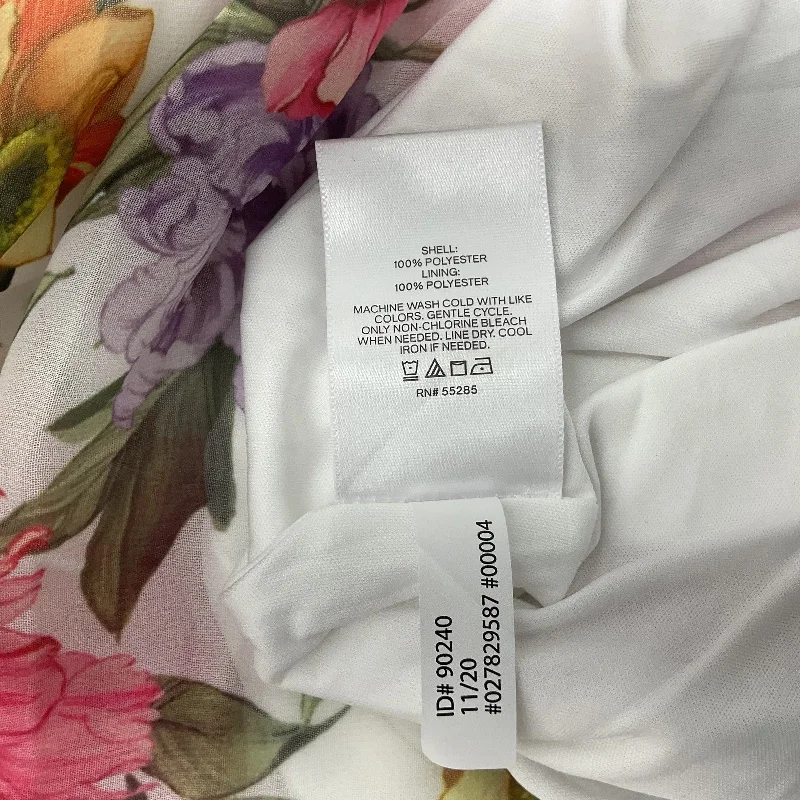 SHELL:
100% POLYESTER
LINING:
100% POLYESTER
MACHINE WASH COLD WITH LIKE
COLORS. GENTLE CYCLE.
ONLY NON-CHLORINE BLEACH
WHEN NEEDED. LINE DRY. COOL
IRON IF NEEDED.
RN# 55285
ID# 90240
11/20
#027829587 #00004